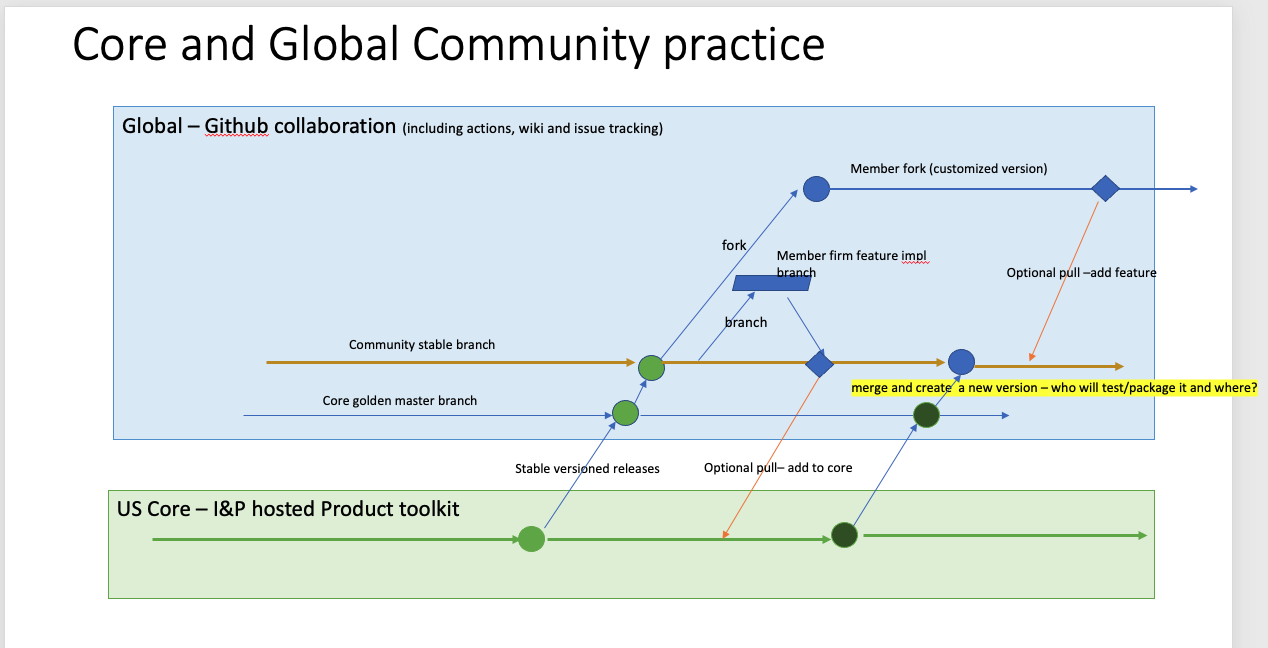 Core and Global Community practice
Global – Github collaboration (including actions, wiki and issue tracking)
Member fork (customized version)
fork
Member firm feature impl
branch
Optional pull –add feature
branch
Community stable branch
merge and create  a new version – who will test/package it and where?
Core golden master branch
Stable versioned releases
Optional pull– add to core
US Core – I&P hosted Product toolkit